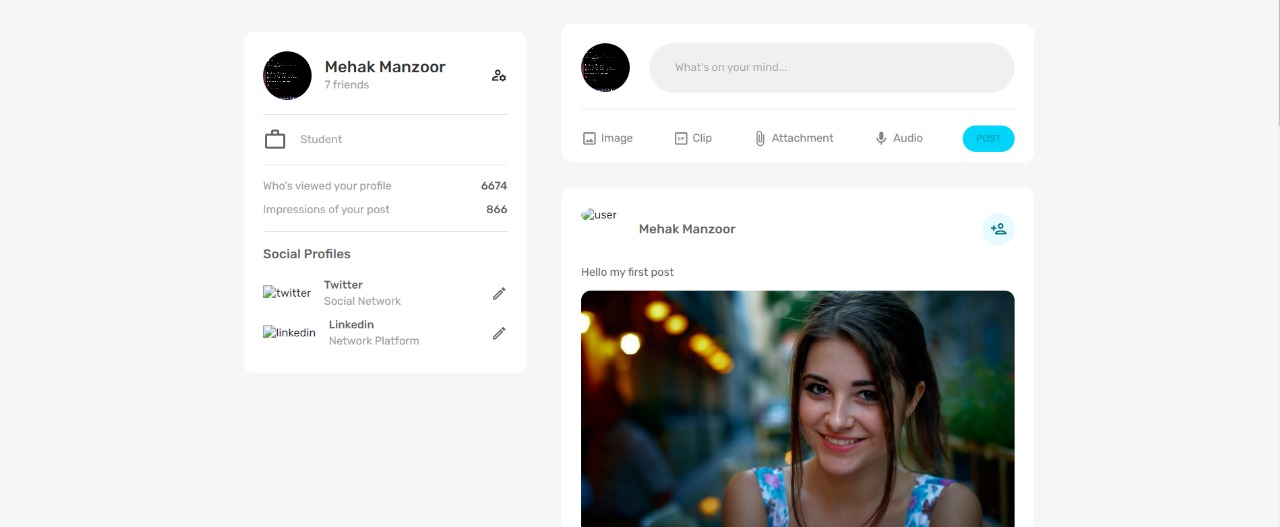 Mehak Manzoor
7 friends
Student
Who's viewed your profile 6674
Impressions of your post 866
Social Profiles
twitter
Twitter
Social Network
linkedin
Linkedin
Network Platform
What's on your mind...
Image Clip Attachment Audio POST
user
Mehak Manzoor
Hello my first post